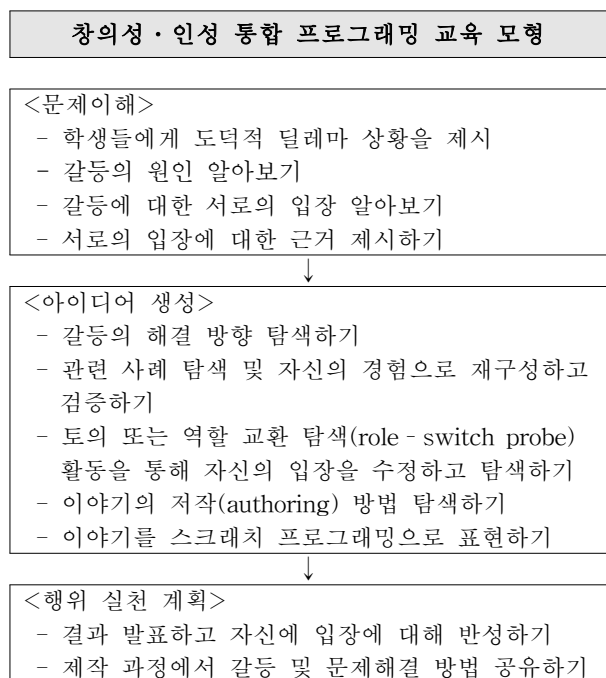 창의성・인성 통합 프로그래밍 교육 모형
<문제이해>
- 학생들에게 도덕적 딜레마 상황을 제시
- 갈등의 원인 알아보기
- 갈등에 대한 서로의 입장 알아보기
- 서로의 입장에 대한 근거 제시하기
↓
<아이디어 생성>
- 갈등의 해결 방향 탐색하기
- 관련 사례 탐색 및 자신의 경험으로 재구성하고
검증하기
- 토의 또는 역할 교환 탐색(role‐switch probe)
활동을 통해 자신의 입장을 수정하고 탐색하기
- 이야기의 저작(authoring) 방법 탐색하기
- 이야기를 스크래치 프로그래밍으로 표현하기
↓
<행위 실천 계획>
- 결과 발표하고 자신에 입장에 대해 반성하기
- 제작 과정에서 갈등 및 문제해결 방법 공유하기